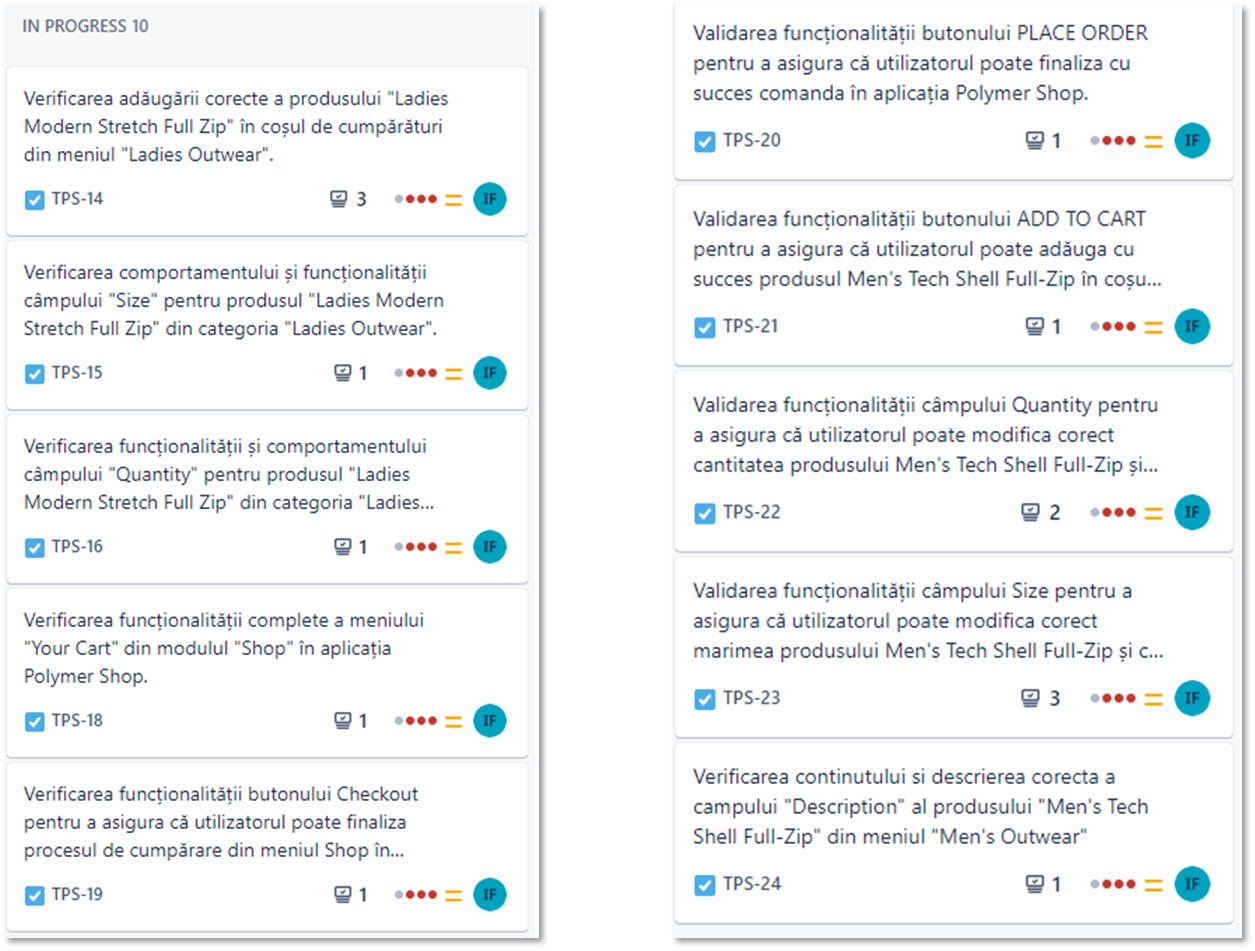 IN PROGRESS 10
Verificarea adăugării corecte a produsului "Ladies
Modern Stretch Full Zip" în coșul de cumpărături
din meniul "Ladies Outwear".
TPS-14 3 IF
Verificarea comportamentului și funcționalității
câmpului "Size" pentru produsul "Ladies Modern
Stretch Full Zip" din categoria "Ladies Outwear".
TPS-15 1 IF
Verificarea funcționalității și comportamentului
câmpului "Quantity" pentru produsul "Ladies
Modern Stretch Full Zip" din categoria "Ladies...
TPS-16 1 IF
Verificarea funcționalității complete a meniului
"Your Cart" din modulul "Shop" în aplicația
Polymer Shop.
TPS-18 1 IF
Verificarea funcționalității butonului Checkout
pentru a asigura că utilizatorul poate finaliza
procesul de cumpărare din meniul Shop în...
TPS-19 1 IF
Validarea funcționalității butonului PLACE ORDER
pentru a asigura că utilizatorul poate finaliza cu
succes comanda în aplicația Polymer Shop.
TPS-20 1 IF
Validarea funcționalității butonului ADD TO CART
pentru a asigura că utilizatorul poate adăuga cu
succes produsul Men's Tech Shell Full-Zip în coșu...
TPS-21 1 IF
Validarea funcționalității câmpului Quantity pentru
a asigura că utilizatorul poate modifica corect
cantitatea produsului Men's Tech Shell Full-Zip și...
TPS-22 2 IF
Validarea funcționalității câmpului Size pentru a
asigura că utilizatorul poate modifica corect
marimea produsului Men's Tech Shell Full-Zip și c...
TPS-23 3 IF
Verificarea continutului si descrierea corecta a
campului "Description" al produsului "Men's Tech
Shell Full-Zip" din meniul "Men's Outwear"
TPS-24 1 IF